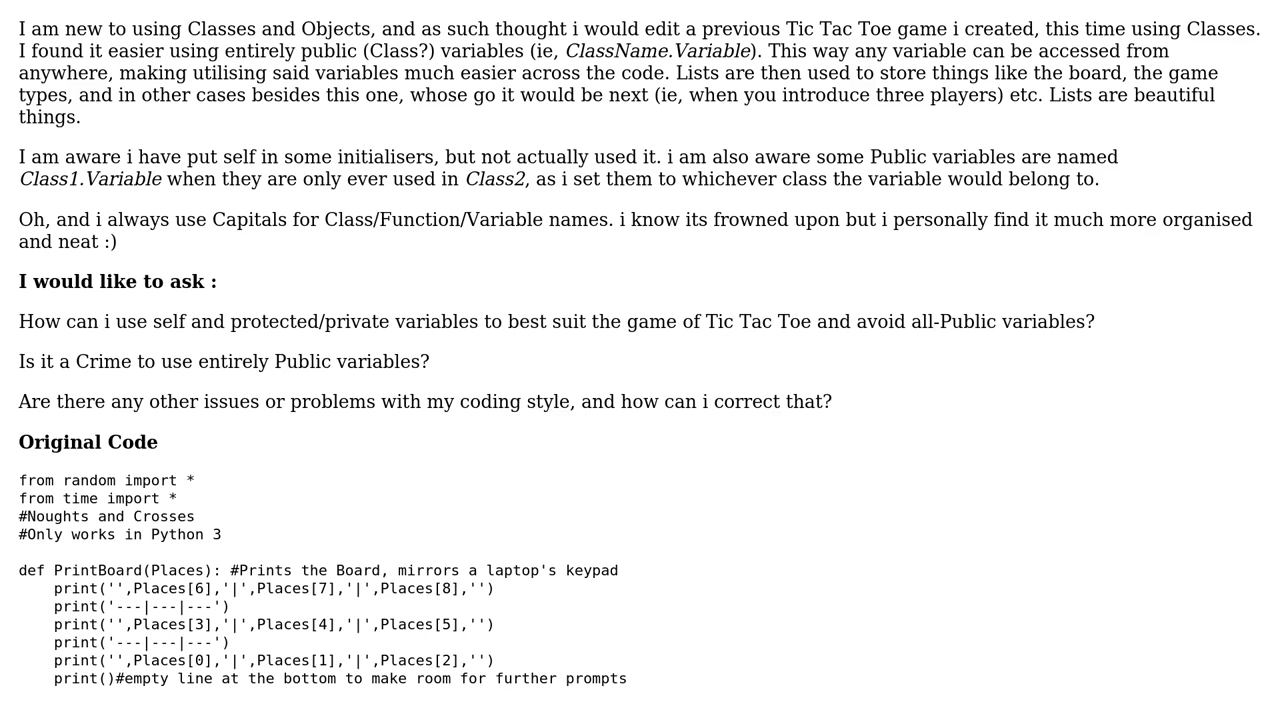 I am new to using Classes and Objects, and as such thought i would edit a previous Tic Tac Toe game i created, this time using Classes.
I found it easier using entirely public (Class?) variables (ie, ClassName.Variable). This way any variable can be accessed from
anywhere, making utilising said variables much easier across the code. Lists are then used to store things like the board, the game
types, and in other cases besides this one, whose go it would be next (ie, when you introduce three players) etc. Lists are beautiful
things.
I am aware i have put self in some initialisers, but not actually used it. i am also aware some Public variables are named
Class1.Variable when they are only ever used in Class2, as i set them to whichever class the variable would belong to.
Oh, and i always use Capitals for Class/Function/Variable names. i know its frowned upon but i personally find it much more organised
and neat :)
I would like to ask :
How can i use self and protected/private variables to best suit the game of Tic Tac Toe and avoid all-Public variables?
Is it a Crime to use entirely Public variables?
Are there any other issues or problems with my coding style, and how can i correct that?
Original Code
from random import *
from time import *
#Noughts and Crosses
#Only works in Python 3
def PrintBoard(Places): #Prints the Board, mirrors a laptop's keypad
    print('',Places[6],'|',Places[7],'|',Places[8],'')
    print('---|---|---')
    print('',Places[3],'|',Places[4],'|',Places[5],'')
    print('---|---|---')
    print('',Places[0],'|',Places[1],'|',Places[2],'')
    print()#empty line at the bottom to make room for further prompts